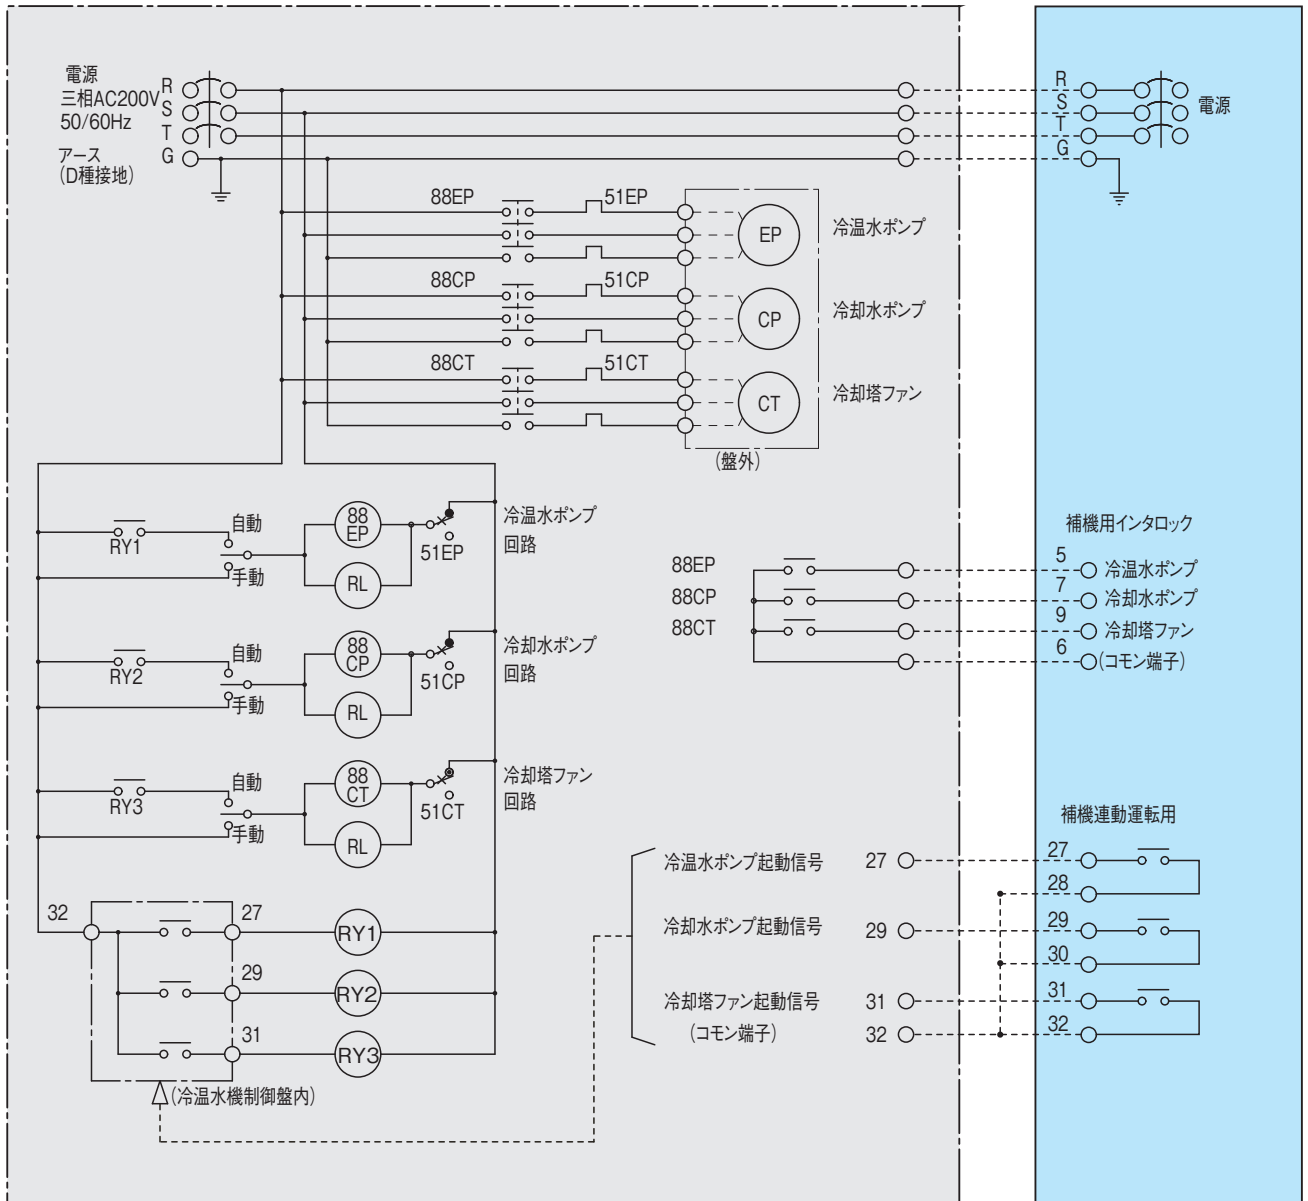 電源
三相AC200V
50/60Hz
アース
(D種接地)
R
S
T
G
R
S
T
G
電源
88EP
51EP
EP
冷温水ポンプ
88CP
51CP
CP
冷却水ポンプ
88CT
51CT
CT
冷却塔ファン
(盤外)
RY1
自動
手動
88
EP
RL
51EP
冷温水ポンプ
回路
RY2
自動
手動
88
CP
RL
51CP
冷却水ポンプ
回路
RY3
自動
手動
88
CT
RL
51CT
冷却塔ファン
回路
88EP
88CP
88CT
補機用インタロック
5
冷温水ポンプ
7
冷却水ポンプ
9
冷却塔ファン
6
(コモン端子)
32
27
RY1
29
RY2
31
RY3
(冷温水機制御盤内)
冷温水ポンプ起動信号
27
冷却水ポンプ起動信号
29
冷却塔ファン起動信号
31
(コモン端子)
32
補機連動運転用
27
28
29
30
31
32